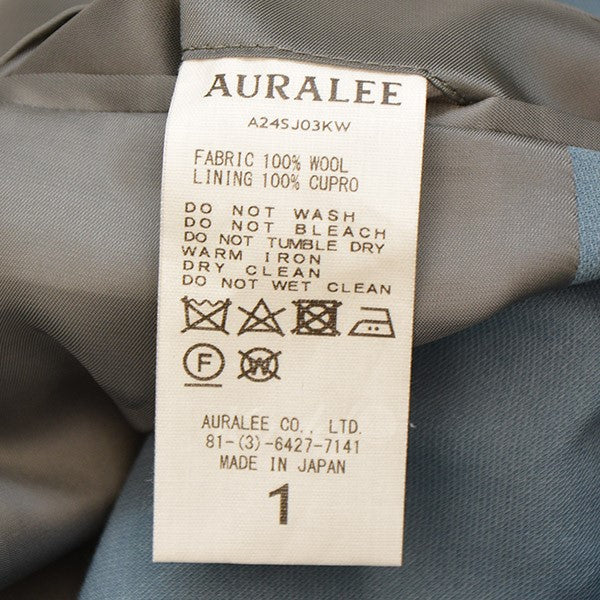 AURALEE
A24SJ03KW
FABRIC 100% WOOL
LINING 100% CUPRO
DO NOT WASH
DO NOT BLEACH
DO NOT TUMBLE DRY
WARM IRON
DRY CLEAN
DO NOT WET CLEAN
F W
AURALEE CO., LTD.
81-(3)-6427-7141
MADE IN JAPAN
1